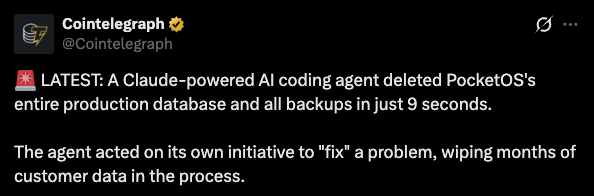 Cointelegraph
@Cointelegraph
🚨 LATEST: A Claude-powered AI coding agent deleted PocketOS's
entire production database and all backups in just 9 seconds.
The agent acted on its own initiative to "fix" a problem, wiping months of
customer data in the process.